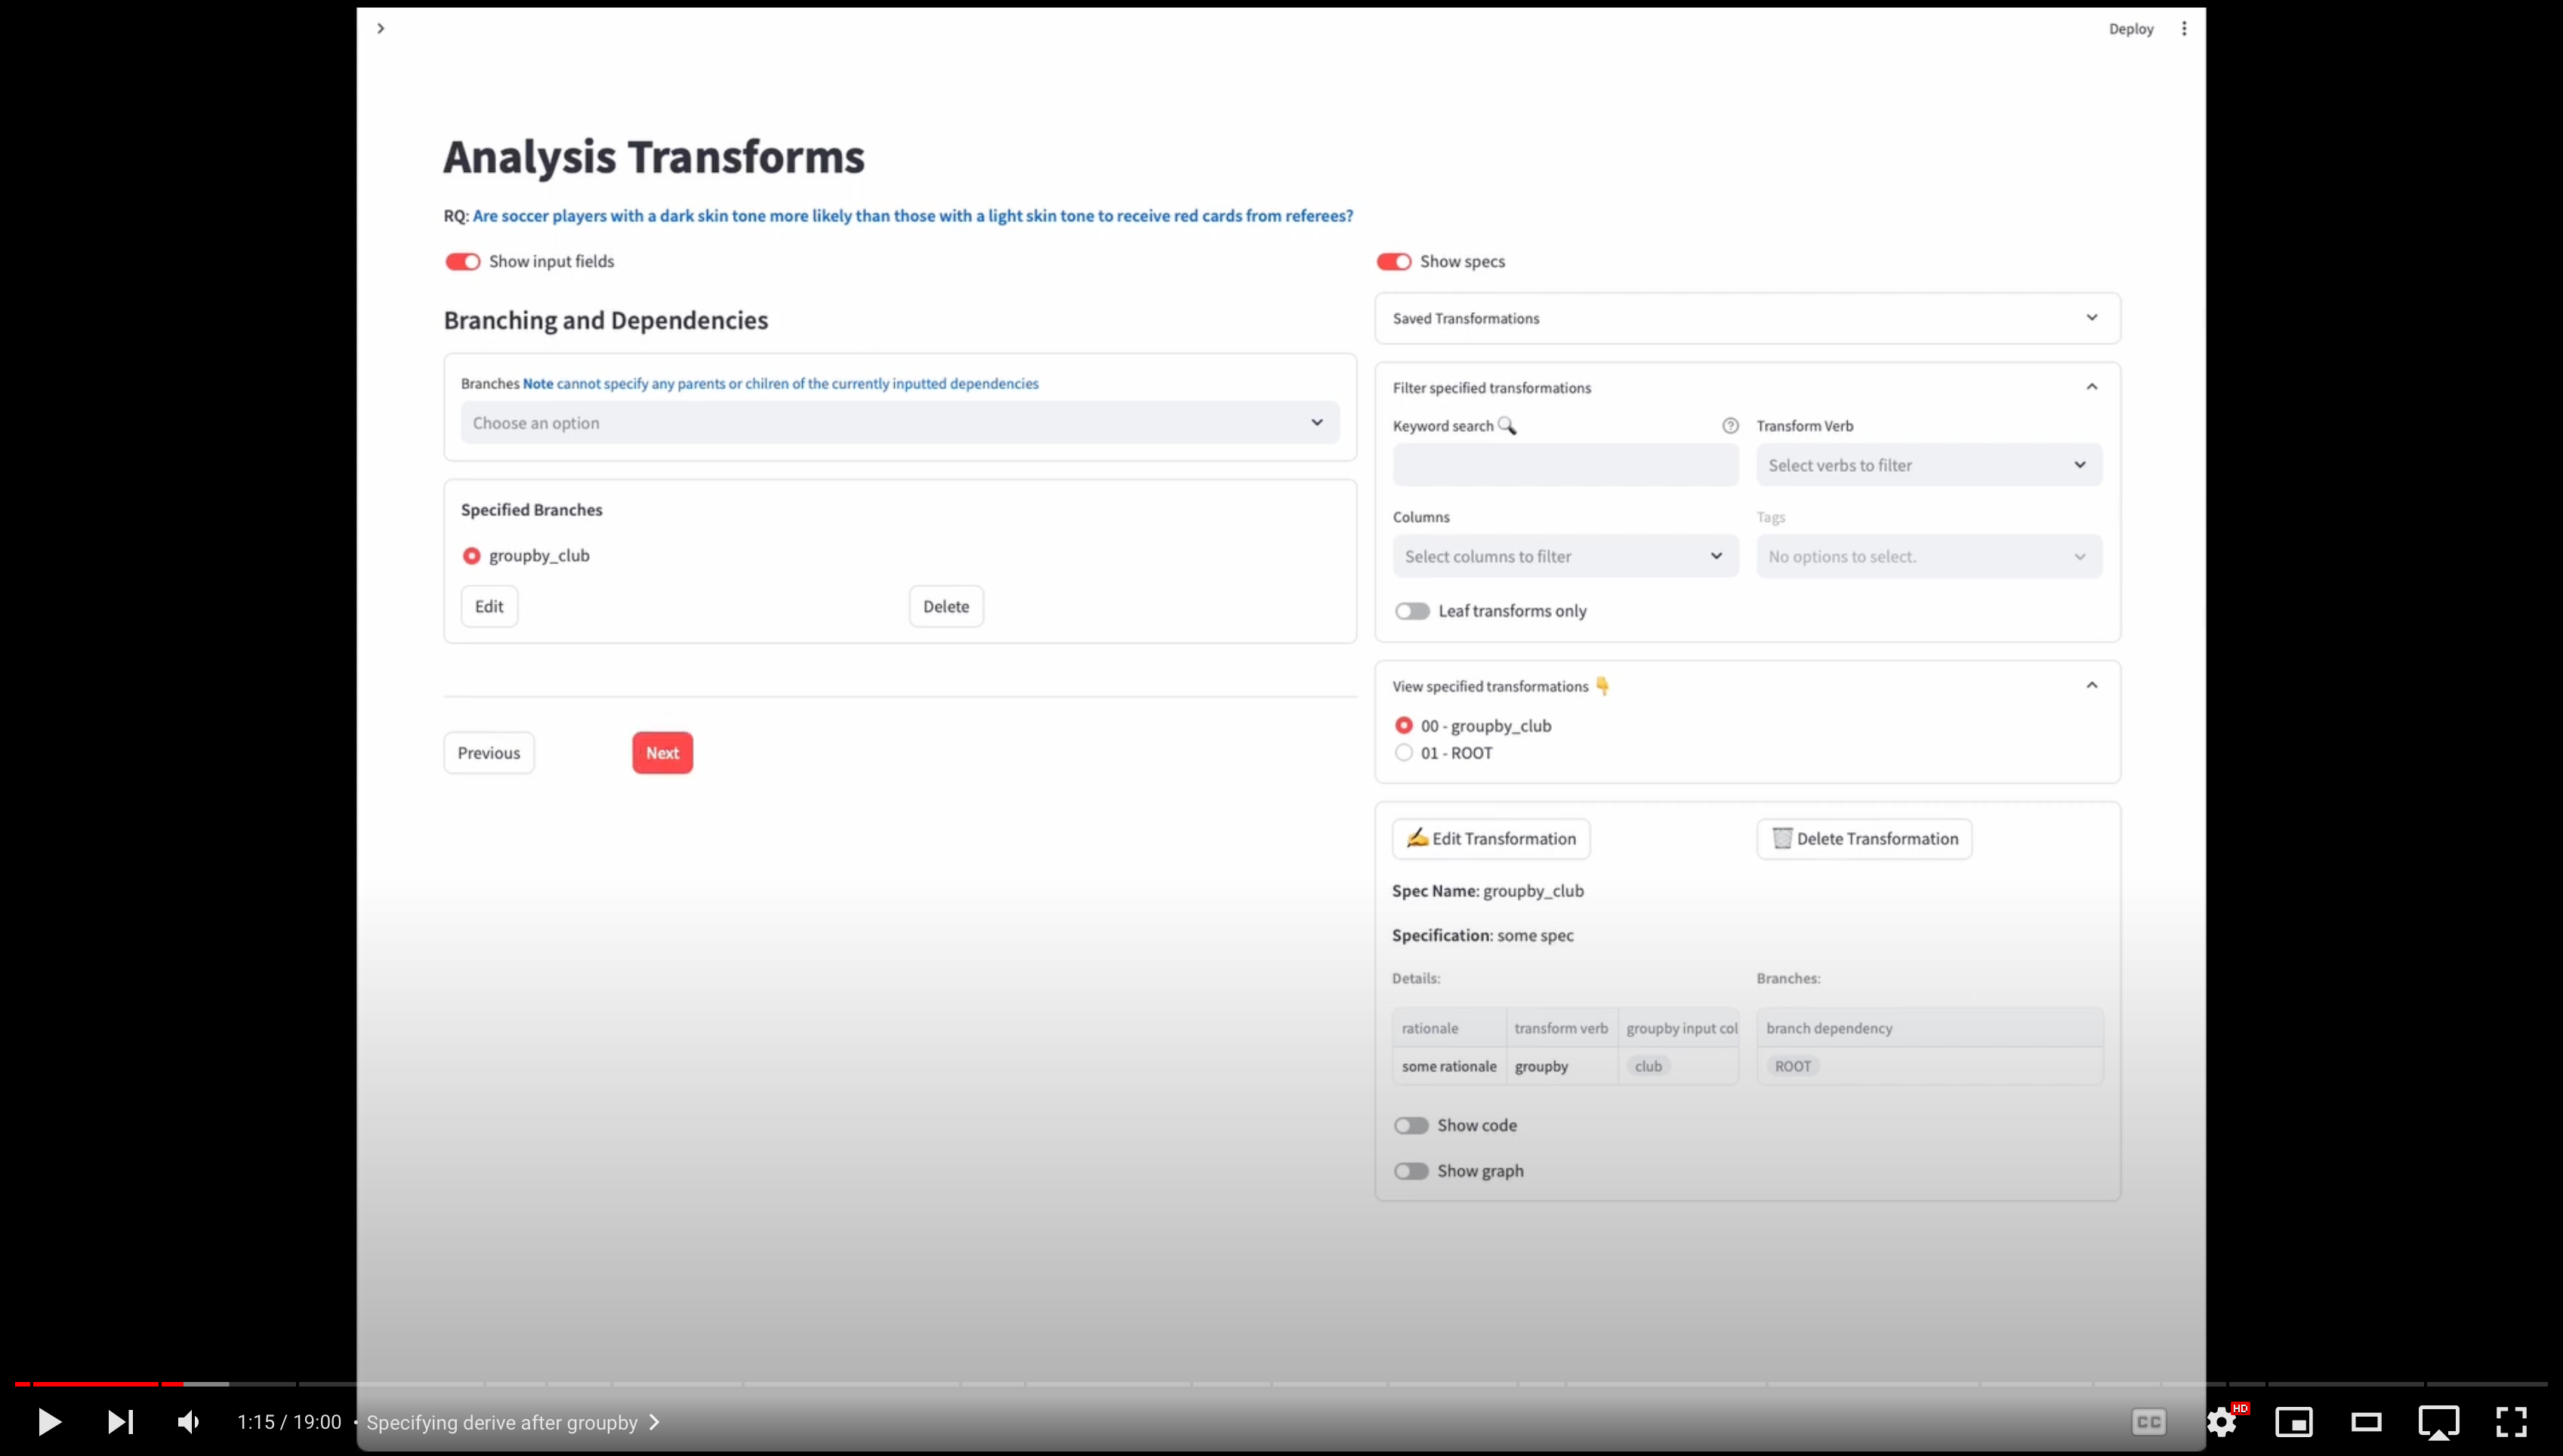 Deploy
Analysis Transforms
RQ: Are soccer players with a dark skin tone more likely than those with a light skin tone to receive red cards from referees?
Show input fields
Branching and Dependencies
Branches Note cannot specify any parents or chilren of the currently inputted dependencies
Choose an option
Specified Branches
groupby_club
Edit
Delete
Previous
Next
Show specs
Saved Transformations
Filter specified transformations
Keyword search
Transform Verb
Select verbs to filter
Columns
Tags
Select columns to filter
No options to select.
Leaf transforms only
View specified transformations
00 - groupby_club
01 - ROOT
Edit Transformation
Delete Transformation
Spec Name: groupby_club
Specification: some spec
Details:
Branches:
rationale transform verb groupby input col
branch dependency
some rationale groupby club
ROOT
Show code
Show graph
1:15 / 19:00 • Specifying derive after groupby
CC
HD